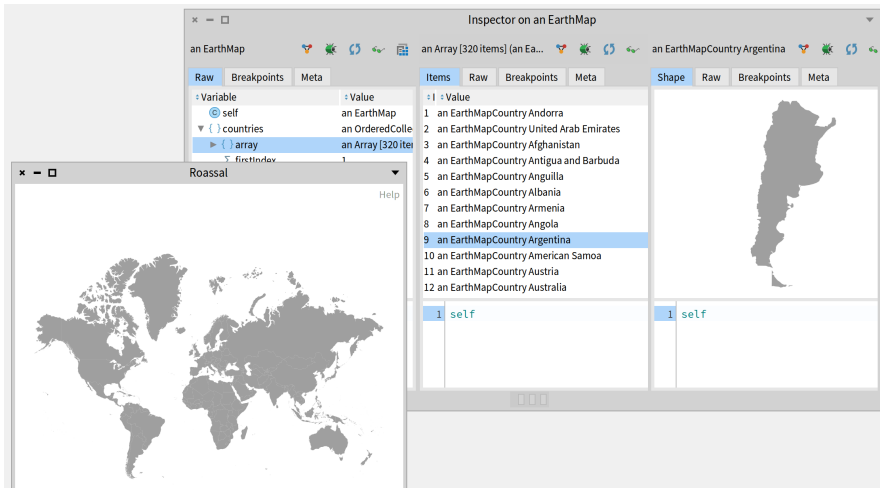 Inspector on an EarthMap
an EarthMap
Raw Breakpoints Meta
Variable Value
self an EarthMap
countries an OrderedColle
array an Array [320 iter
firstIndex 1
an Array [320 items] (an Ea...
Items Raw Breakpoints Meta
I Value
1 an EarthMapCountry Andorra
2 an EarthMapCountry United Arab Emirates
3 an EarthMapCountry Afghanistan
4 an EarthMapCountry Antigua and Barbuda
5 an EarthMapCountry Anguilla
6 an EarthMapCountry Albania
7 an EarthMapCountry Armenia
8 an EarthMapCountry Angola
9 an EarthMapCountry Argentina
10 an EarthMapCountry American Samoa
11 an EarthMapCountry Austria
12 an EarthMapCountry Australia
1 self
an EarthMapCountry Argentina
Shape Raw Breakpoints Meta
1 self
Roassal
Help